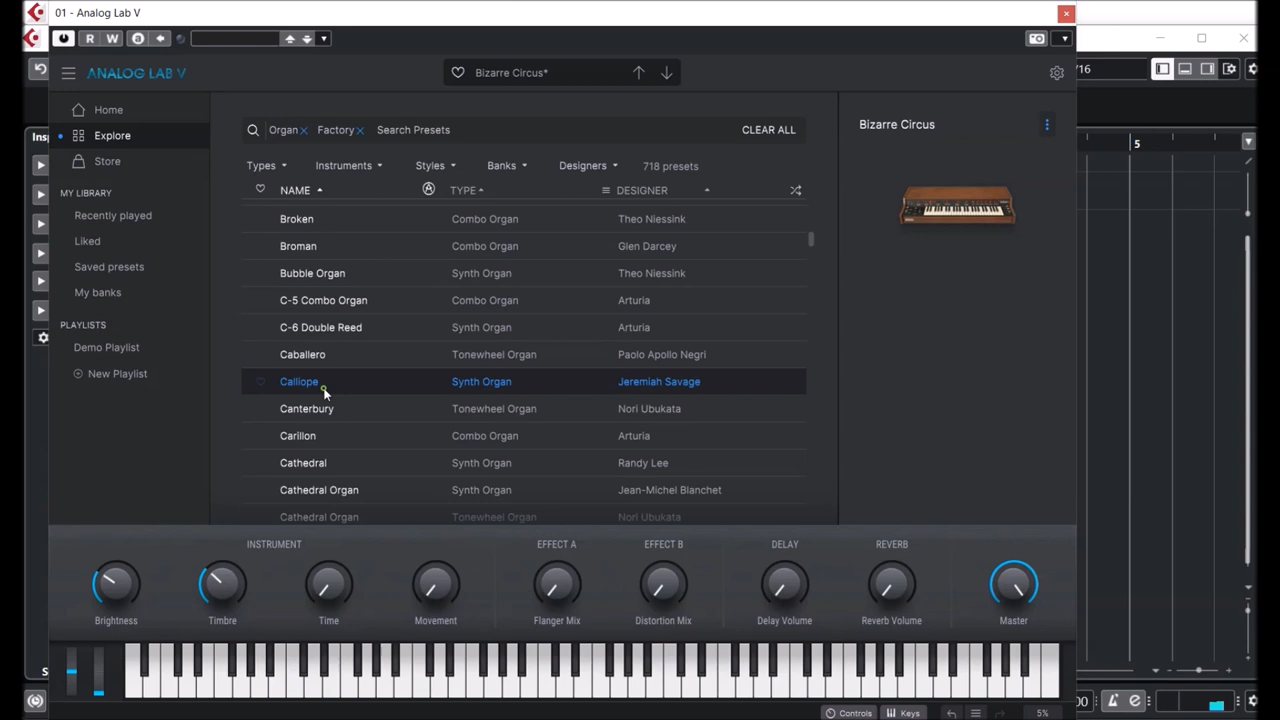 01 - Analog Lab V
R W
ANALOG LAB V
Bizarre Circus*
/16
Home
Explore
Store
MY LIBRARY
Recently played
Liked
Saved presets
My banks
PLAYLISTS
Demo Playlist
New Playlist
Organ Factory Search Presets CLEAR ALL
Types Instruments Styles Banks Designers 718 presets
NAME TYPE DESIGNER
Broken Combo Organ Theo Niessink
Broman Combo Organ Glen Darcey
Bubble Organ Synth Organ Theo Niessink
C-5 Combo Organ Combo Organ Arturia
C-6 Double Reed Synth Organ Arturia
Caballero Tonewheel Organ Paolo Apollo Negri
Calliope Synth Organ Jeremiah Savage
Canterbury Tonewheel Organ Nori Ubukata
Carillon Combo Organ Arturia
Cathedral Synth Organ Randy Lee
Cathedral Organ Synth Organ Jean-Michel Blanchet
Cathedral Organ Tonewheel Organ Nori Ubukata
Bizarre Circus
Insp
5
INSTRUMENT EFFECT A EFFECT B DELAY REVERB
Brightness Timbre Time Movement Flanger Mix Distortion Mix Delay Volume Reverb Volume Master
S
00
Controls Keys 5%